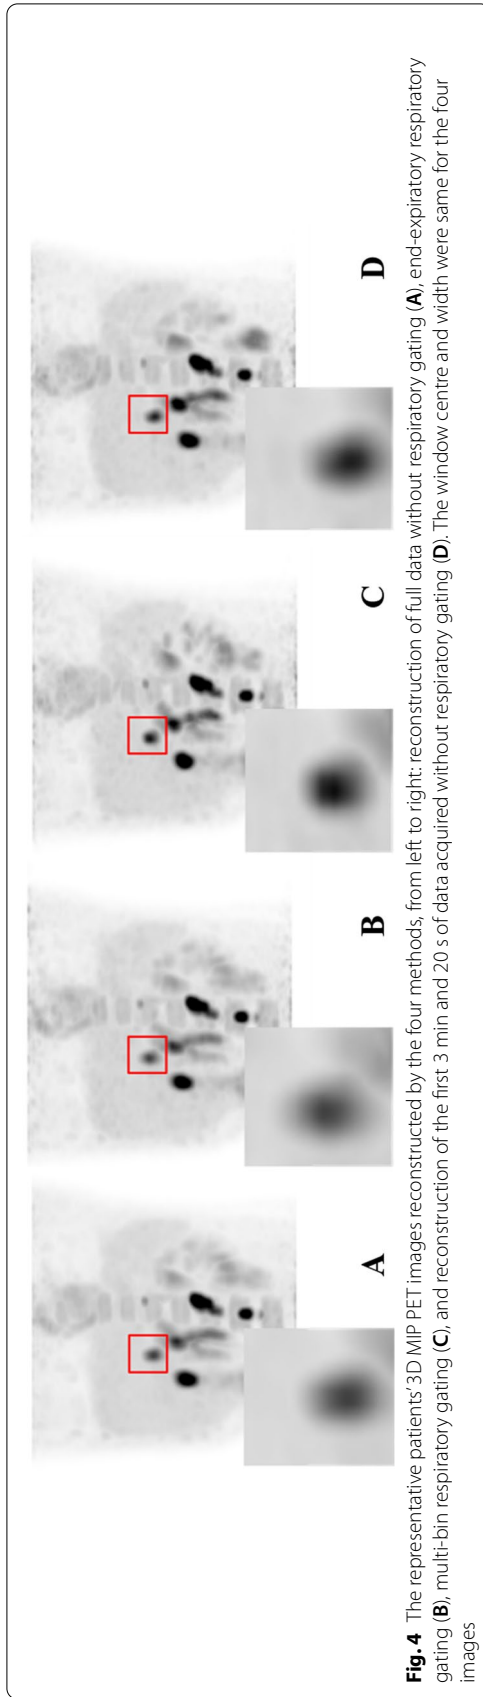 A
B
C
D
Fig. 4 The representative patients’ 3D MIP PET images reconstructed by the four methods, from left to right: reconstruction of full data without respiratory gating (A), end-expiratory respiratory
gating (B), multi-bin respiratory gating (C), and reconstruction of the first 3 min and 20 s of data acquired without respiratory gating (D). The window centre and width were same for the four
images